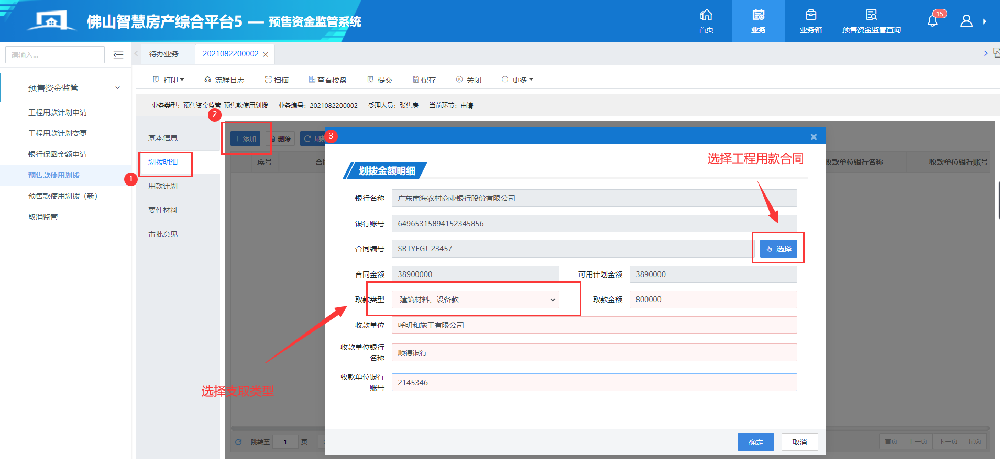 佛山智慧房产综合平台5 — 预售资金监管系统
首页
业务
业务箱
预售资金监管查询
15
请输入...
待办业务
2021082200002
预售资金监管
工程用款计划申请
工程用款计划变更
银行保函金额申请
预售款使用划拨
预售款使用划拨（新）
取消监管
打印
流程日志
扫描
查看楼盘
提交
保存
关闭
更多
业务类型：预售资金监管-预售款使用划拨 业务编号：2021082200002 受理人员：张售房 当前环节：申请
1
2
3
基本信息
划拨明细
用款计划
要件材料
审批意见
添加
删除
刷新
序号
收款单位银行名称
收款单位银行账号
选择工程用款合同
划拨金额明细
银行名称 广东南海农村商业银行股份有限公司
银行账号 64965315894152345856
合同编号 SRTYFGJ-23457 选择
合同金额 38900000 可用计划金额 3890000
取款类型 建筑材料、设备款 取款金额 800000
收款单位 呼明和施工有限公司
收款单位银行
名称
顺德银行
收款单位银行
账号
2145346
选择支取类型
跳转至 1 页
首页 上一页 下一页 尾页
确定 取消